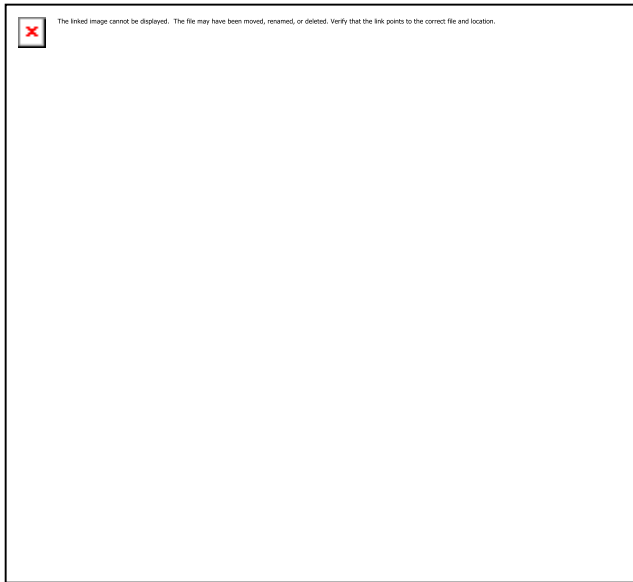 The linked image cannot be displayed.  The file may have been moved, renamed, or deleted. Verify that the link points to the correct file and location.